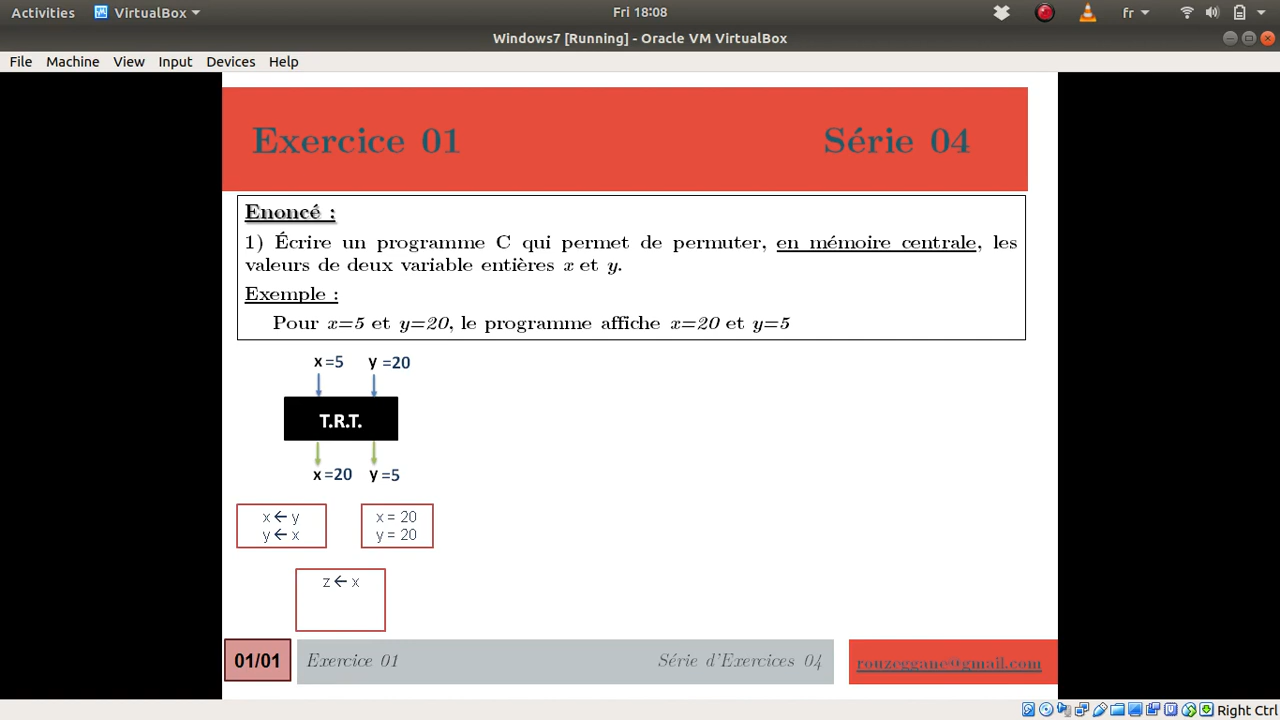 Activities VirtualBox Fri 18:08 fr
Windows7 [Running] - Oracle VM VirtualBox
File Machine View Input Devices Help
Exercice 01 Série 04
Enoncé :
1) Écrire un programme C qui permet de permuter, en mémoire centrale, les
valeurs de deux variable entières x et y.
Exemple :
Pour x=5 et y=20, le programme affiche x=20 et y=5
x =5 y =20
T.R.T.
x =20 y =5
x ← y x = 20
y ← x y = 20
z ← x
01/01 Exercice 01 Série d'Exercices 04 rouzeggane@gmail.com
Right Ctrl